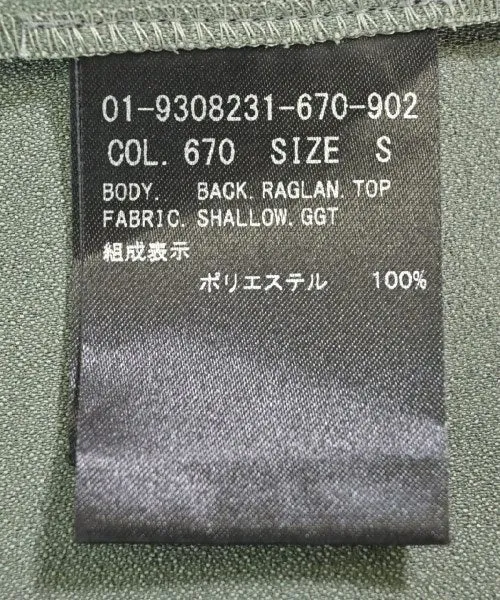 01-9308231-670-902
COL. 670 SIZE S
BODY. BACK. RAGLAN. TOP
FABRIC. SHALLOW. GGT
組成表示
ポリエステル 100%